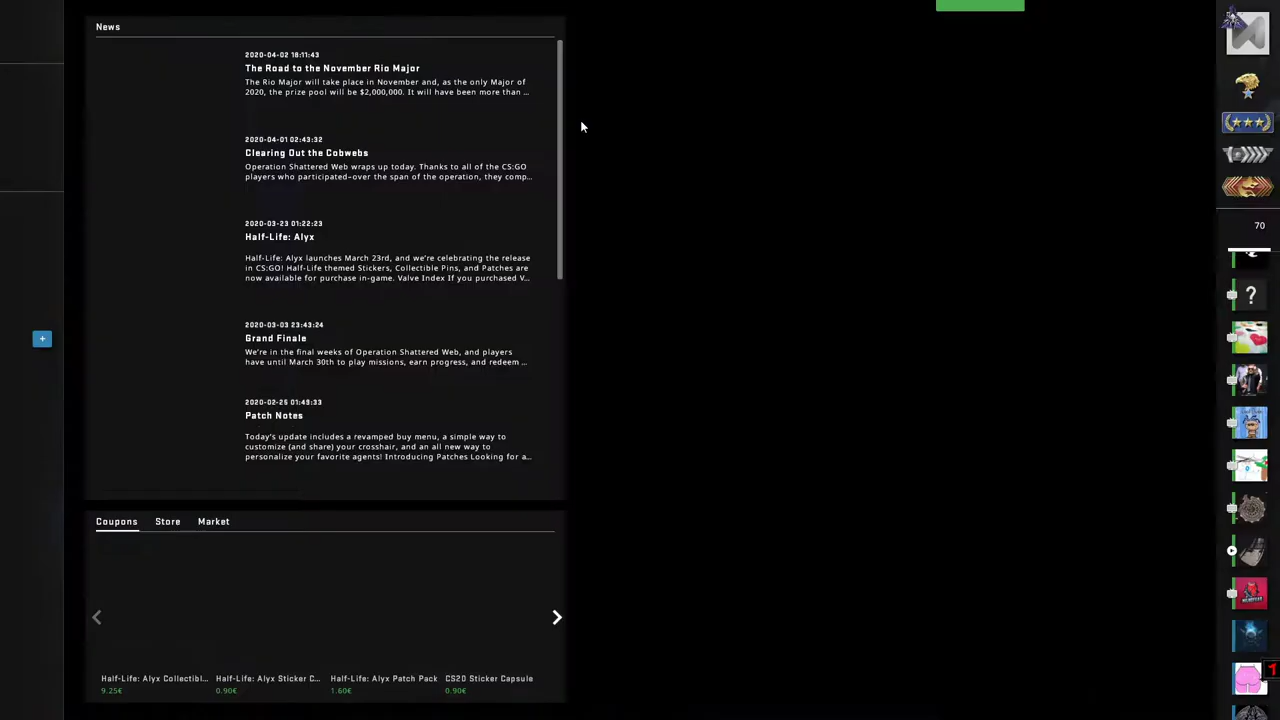 News
2020-04-02 18:11:43
The Road to the November Rio Major
The Rio Major will take place in November and, as the only Major of
2020, the prize pool will be $2,000,000. It will have been more than ...
2020-04-01 02:43:32
Clearing Out the Cobwebs
Operation Shattered Web wraps up today. Thanks to all of the CS:GO
players who participated–over the span of the operation, they comp...
2020-03-23 01:22:23
Half-Life: Alyx
Half-Life: Alyx launches March 23rd, and we're celebrating the release
in CS:GO! Half-Life themed Stickers, Collectible Pins, and Patches are
now available for purchase in-game. Valve Index If you purchased V...
2020-03-03 23:43:24
Grand Finale
We're in the final weeks of Operation Shattered Web, and players
have until March 30th to play missions, earn progress, and redeem ...
2020-02-25 01:49:33
Patch Notes
Today's update includes a revamped buy menu, a simple way to
customize (and share) your crosshair, and an all new way to
personalize your favorite agents! Introducing Patches Looking for a...
Coupons Store Market
Half-Life: Alyx Collectibl... Half-Life: Alyx Sticker C... Half-Life: Alyx Patch Pack CS20 Sticker Capsule
9.25€ 0.90€ 1.60€ 0.90€
+
70
?
1